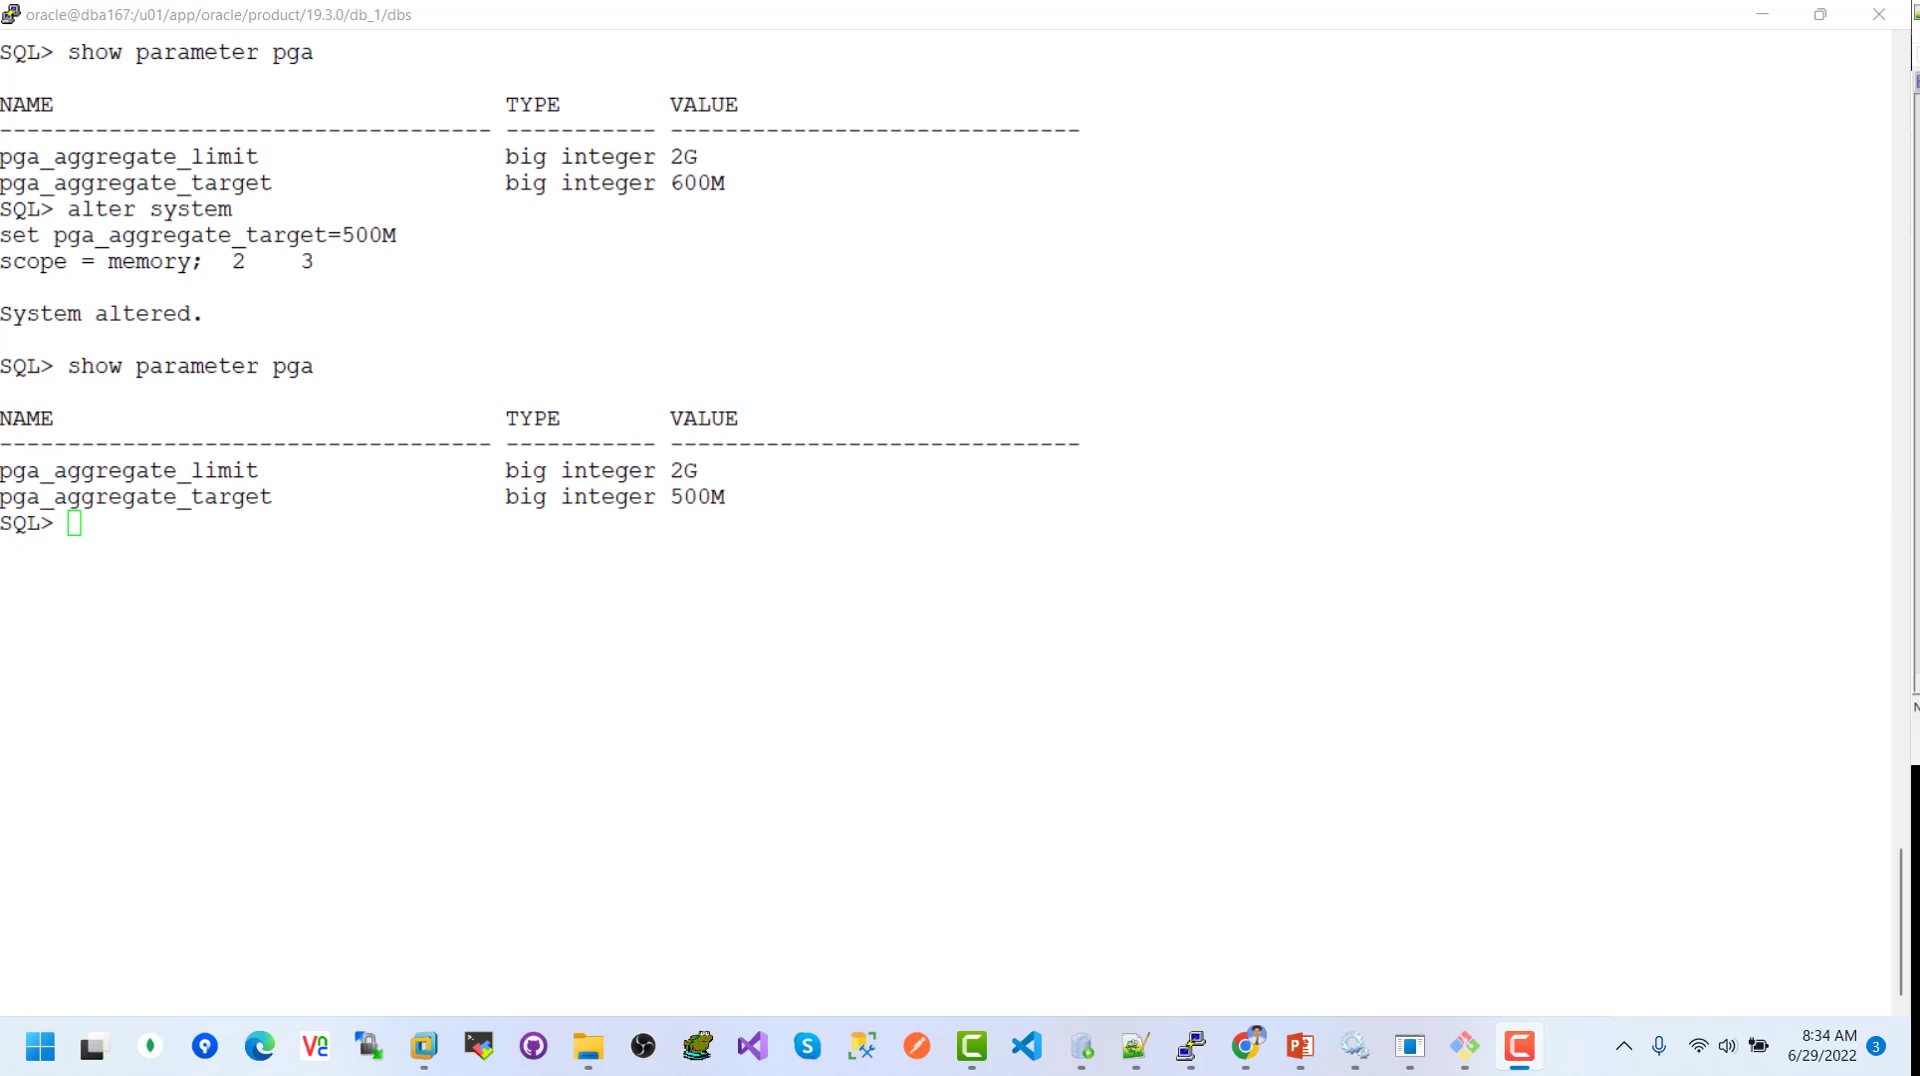 oracle@dba167:/u01/app/oracle/product/19.3.0/db_1/dbs
SQL> show parameter pga
NAME TYPE VALUE
------------------------------------ ----------- ------------------------------
pga_aggregate_limit big integer 2G
pga_aggregate_target big integer 600M
SQL> alter system
set pga_aggregate_target=500M
scope = memory;  2    3
System altered.
SQL> show parameter pga
NAME TYPE VALUE
------------------------------------ ----------- ------------------------------
pga_aggregate_limit big integer 2G
pga_aggregate_target big integer 500M
SQL>
8:34 AM
6/29/2022
3